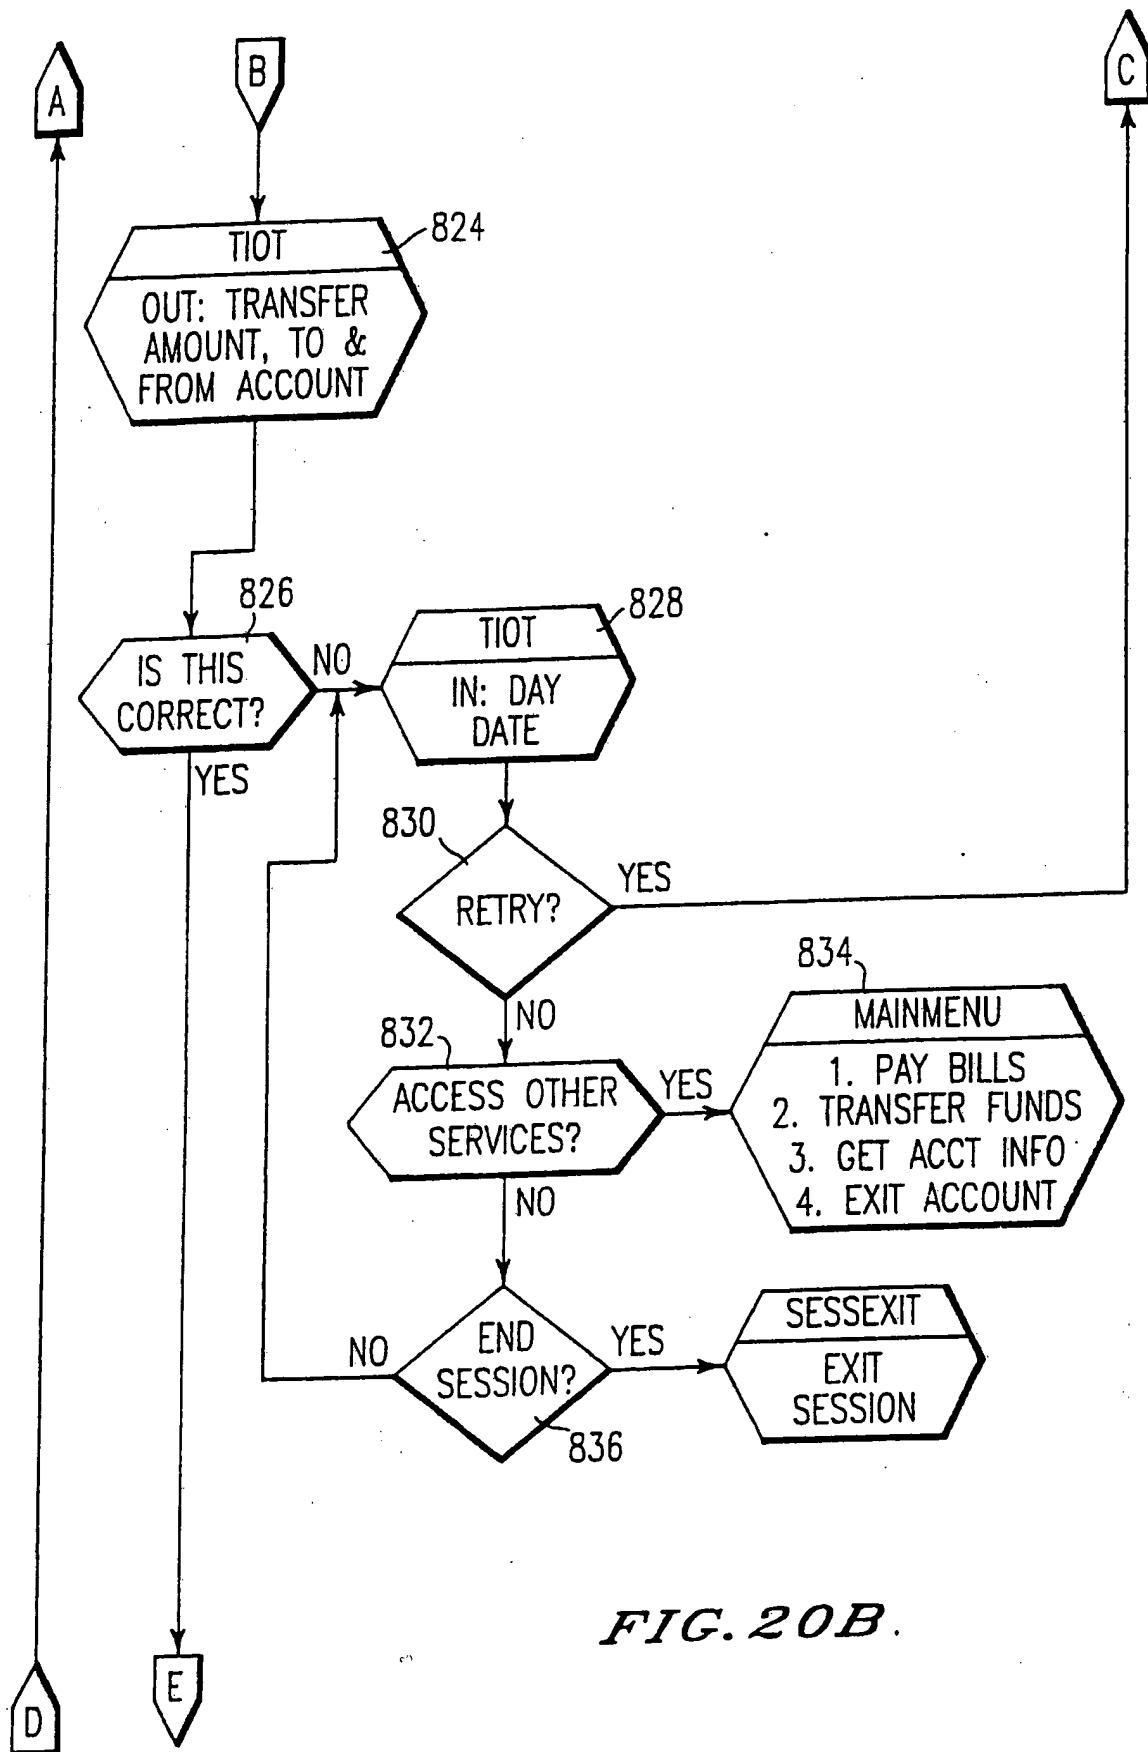 A
B
C
TIOT
824
OUT: TRANSFER
AMOUNT, TO &
FROM ACCOUNT
826
IS THIS
CORRECT?
NO
YES
TIOT
828
IN: DAY
DATE
830
RETRY?
YES
NO
832
ACCESS OTHER
SERVICES?
YES
NO
834
MAINMENU
1. PAY BILLS
2. TRANSFER FUNDS
3. GET ACCT INFO
4. EXIT ACCOUNT
END
SESSION?
NO
YES
836
SESSEXIT
EXIT
SESSION
D
E
FIG. 20B.